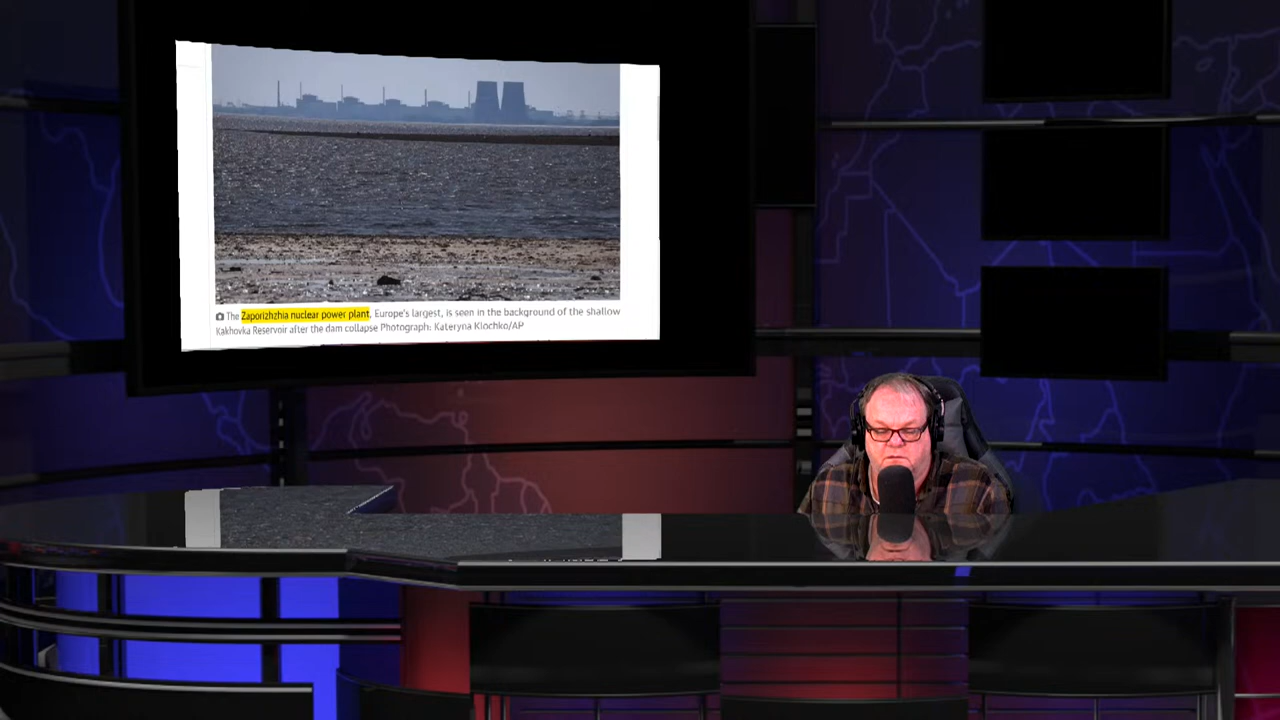 The Zaporizhzhia nuclear power plant, Europe's largest, is seen in the background of the shallow
Kakhovka Reservoir after the dam collapse Photograph: Kateryna Klochko/AP